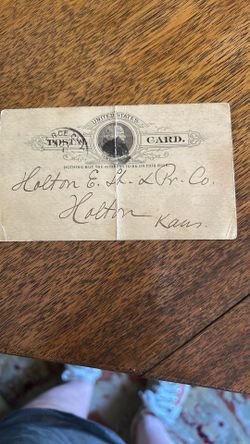 UNITED STATES
POSTAL CARD.
NOTHING BUT THE ADDRESS TO BE ON THIS SIDE.
Holton E. Lt. & Pr. Co.
Holton
Kans.